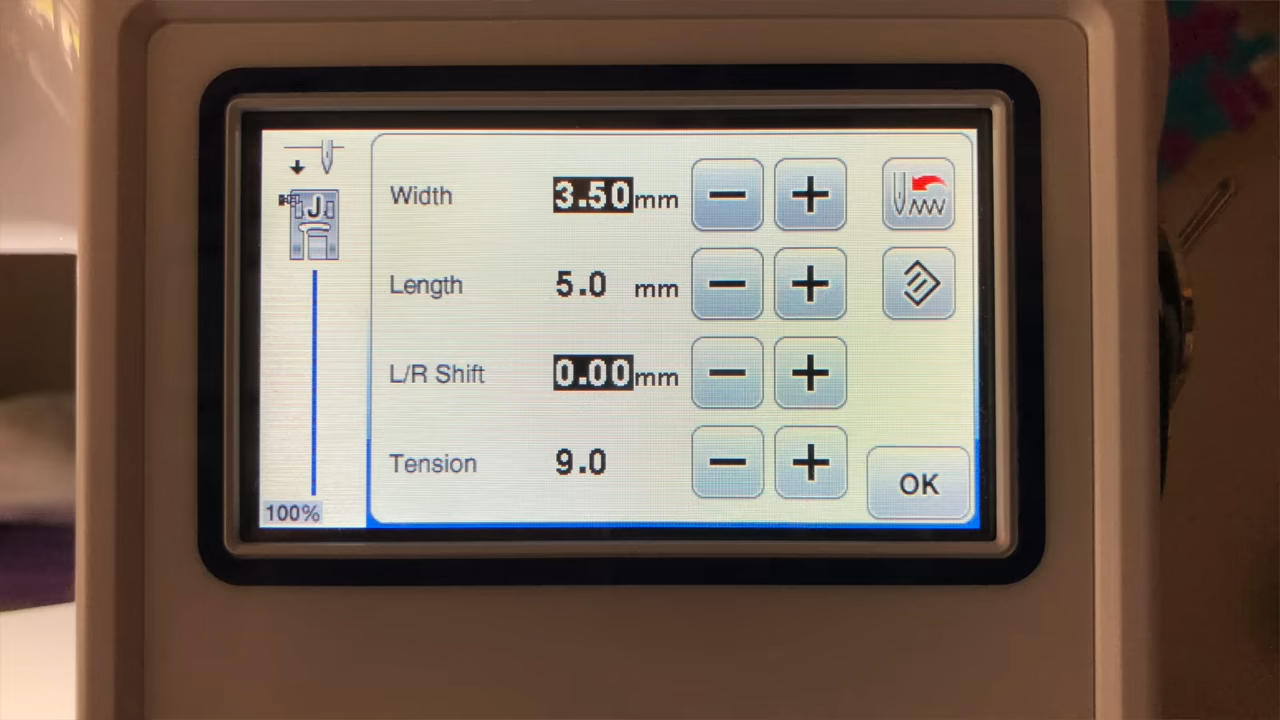 J
Width 3.50 mm
Length 5.0 mm
L/R Shift 0.00 mm
Tension 9.0
OK
100%